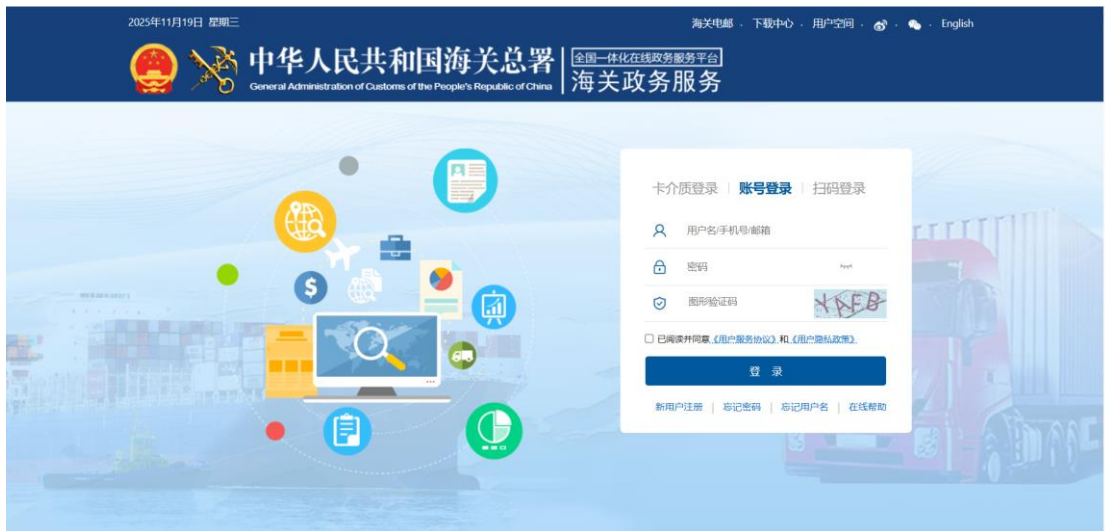 2025年11月19日 星期三
海关电邮 · 下载中心 · 用户空间 · · · English
中华人民共和国海关总署
General Administration of Customs of the People's Republic of China
全国一体化在线政务服务平台
海关政务服务
卡介质登录 | 账号登录 | 扫码登录
用户名/手机号/邮箱
密码
图形验证码
YAFB
已阅读并同意《用户服务协议》和《用户隐私政策》
登 录
新用户注册 | 忘记密码 | 忘记用户名 | 在线帮助